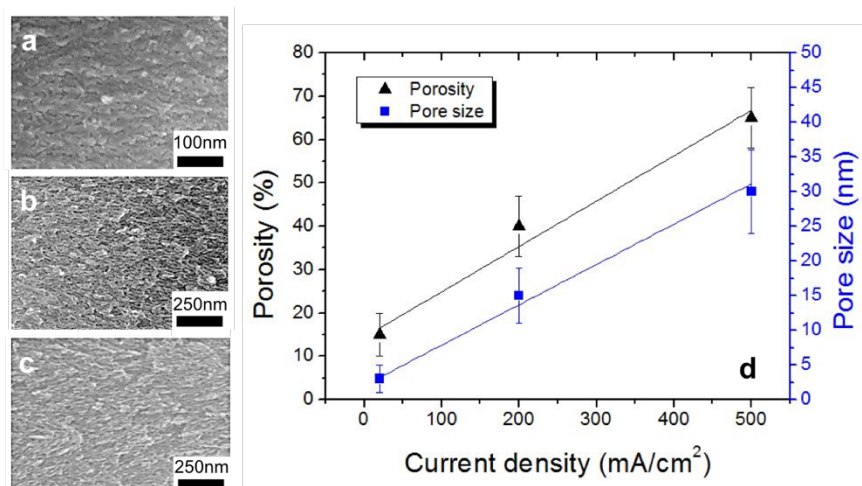 a
100nm
b
250nm
c
250nm
80
70
60
50
40
30
20
10
0
Porosity (%)
Porosity
Pore size
d
50
45
40
35
30
25
20
15
10
5
0
Pore size (nm)
0 100 200 300 400 500
Current density (mA/cm²)